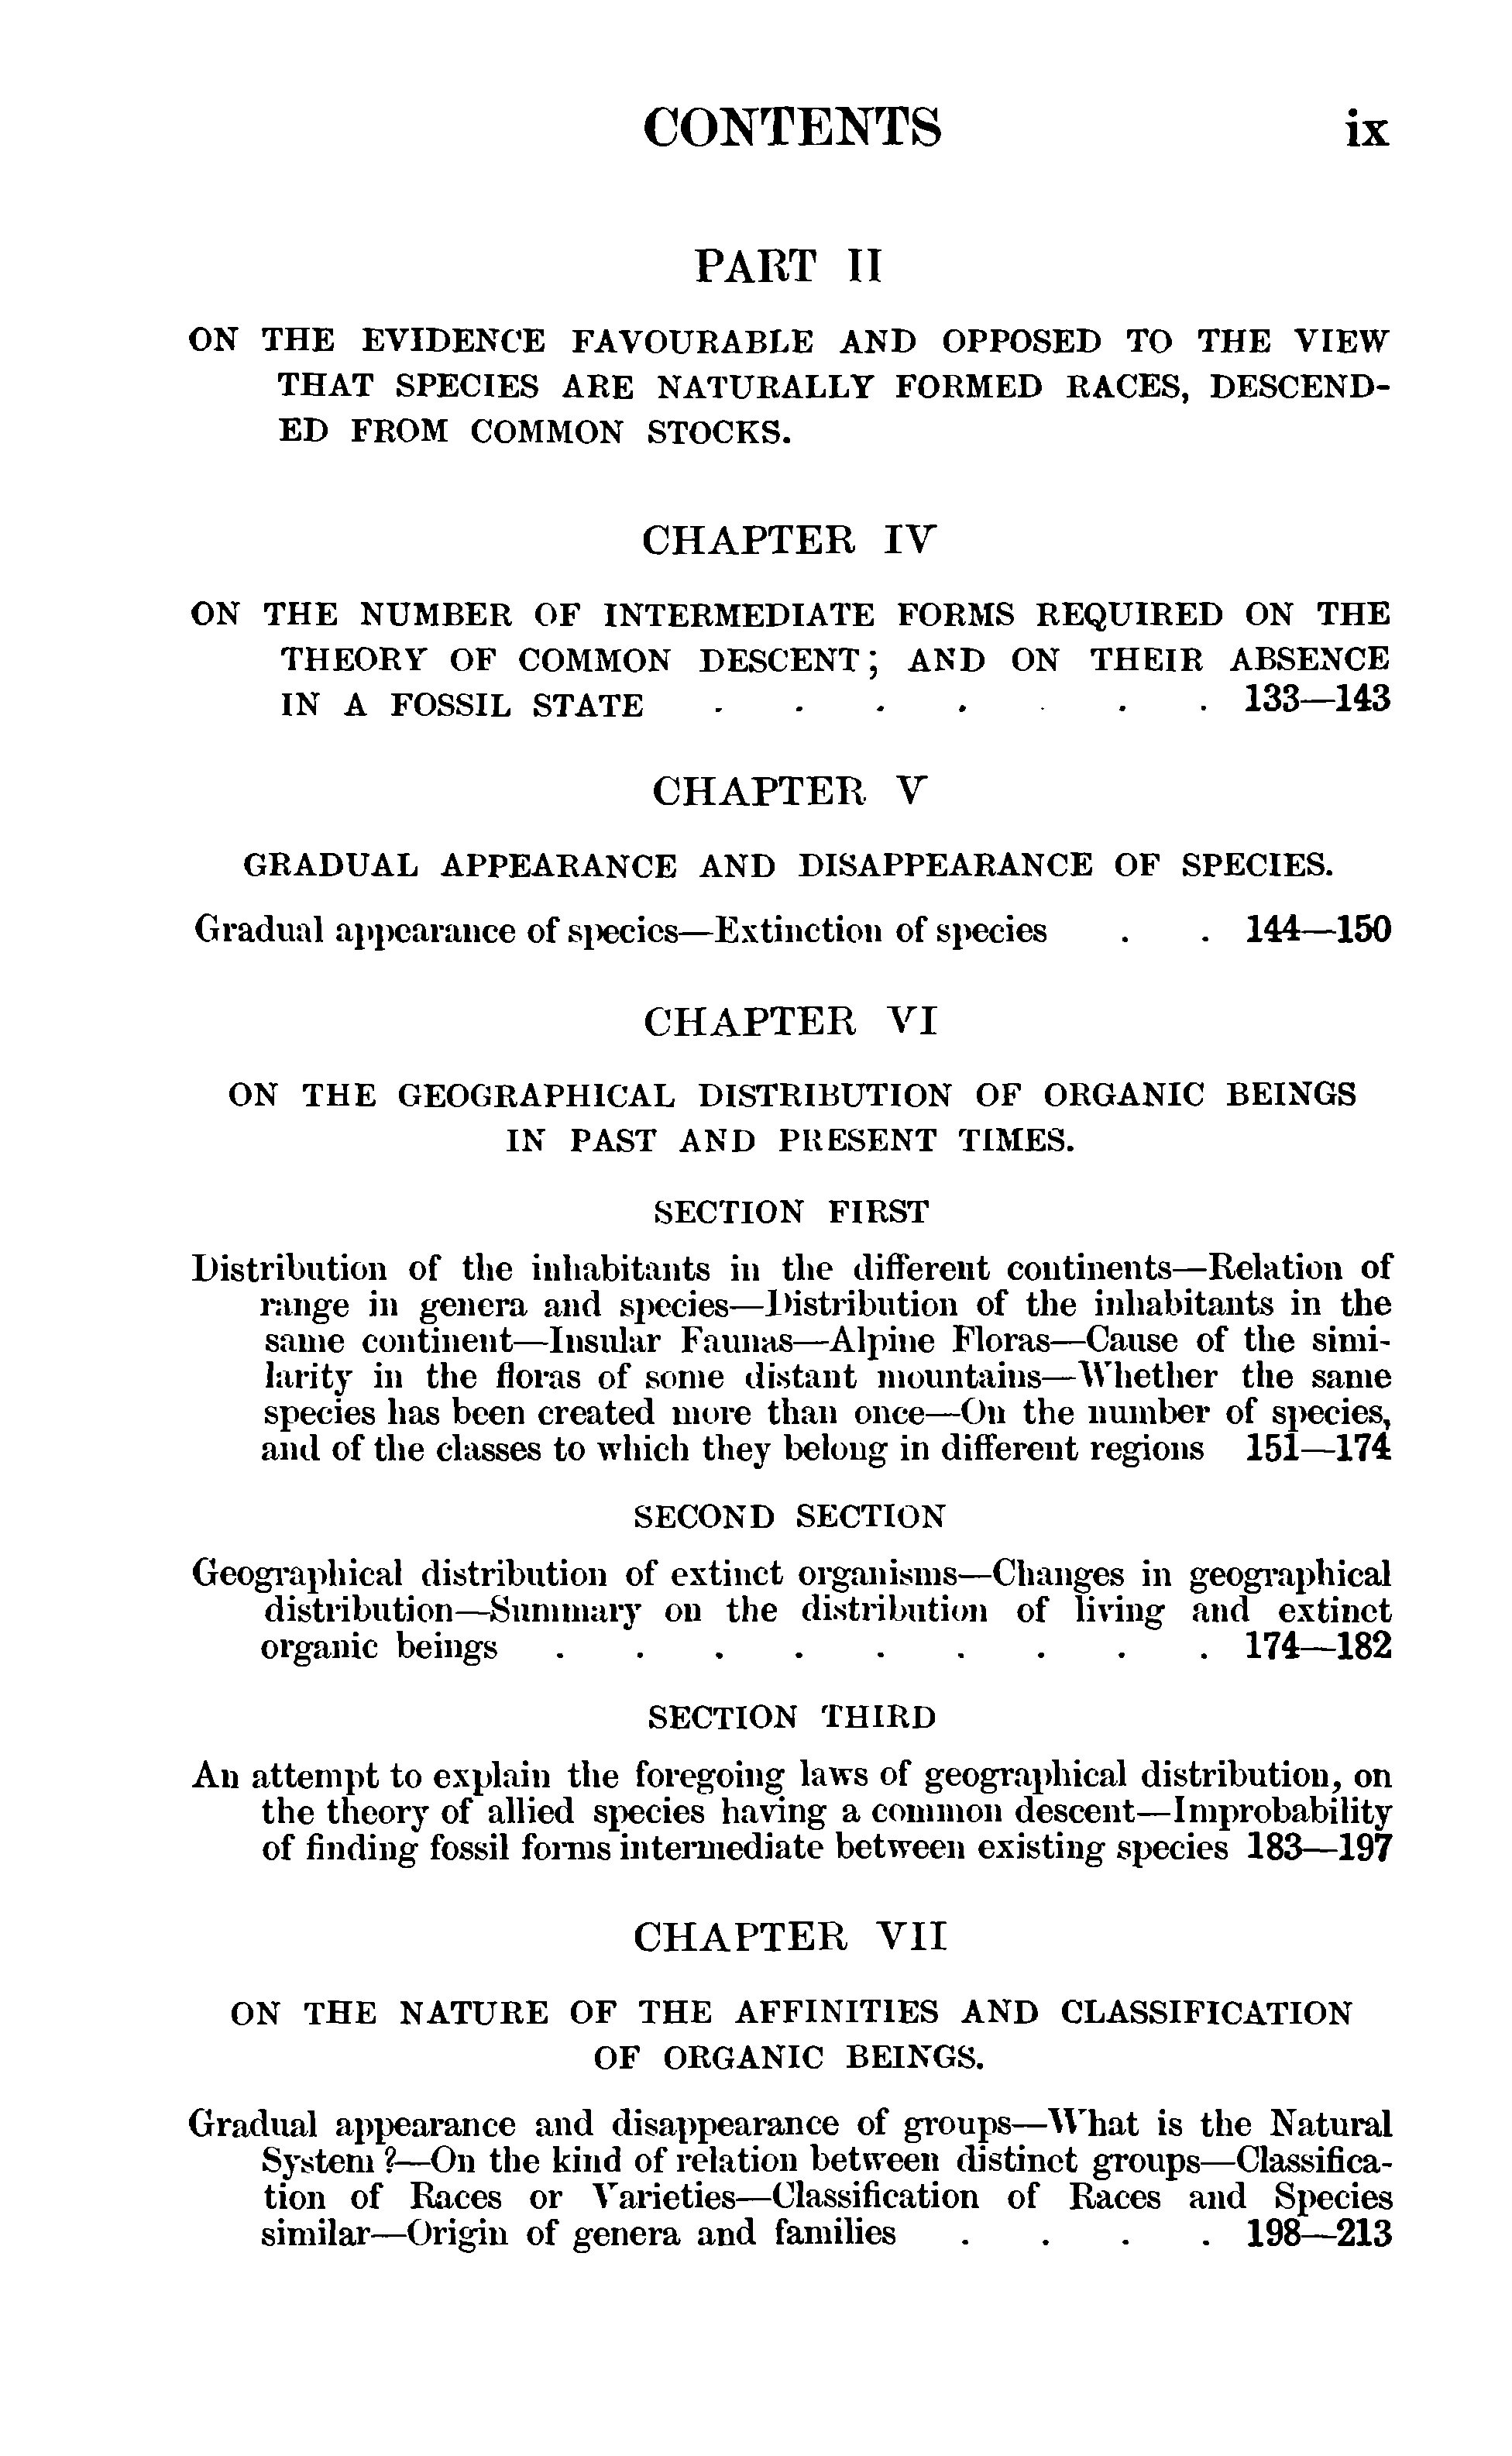 CONTENTS ix
PART II
ON THE EVIDENCE FAVOURABLE AND OPPOSED TO THE VIEW
THAT SPECIES ARE NATURALLY FORMED RACES, DESCEND-
ED FROM COMMON STOCKS.
CHAPTER IV
ON THE NUMBER OF INTERMEDIATE FORMS REQUIRED ON THE
THEORY OF COMMON DESCENT; AND ON THEIR ABSENCE
IN A FOSSIL STATE . . . . . . . 133—143
CHAPTER V
GRADUAL APPEARANCE AND DISAPPEARANCE OF SPECIES.
Gradual appearance of species—Extinction of species . . 144—150
CHAPTER VI
ON THE GEOGRAPHICAL DISTRIBUTION OF ORGANIC BEINGS
IN PAST AND PRESENT TIMES.
SECTION FIRST
Distribution of the inhabitants in the different continents—Relation of
range in genera and species—Distribution of the inhabitants in the
same continent—Insular Faunas—Alpine Floras—Cause of the simi-
larity in the floras of some distant mountains—Whether the same
species has been created more than once—On the number of species,
and of the classes to which they belong in different regions 151—174
SECOND SECTION
Geographical distribution of extinct organisms—Changes in geographical
distribution—Summary on the distribution of living and extinct
organic beings . . . . . . . . . 174—182
SECTION THIRD
An attempt to explain the foregoing laws of geographical distribution, on
the theory of allied species having a common descent—Improbability
of finding fossil forms intermediate between existing species 183—197
CHAPTER VII
ON THE NATURE OF THE AFFINITIES AND CLASSIFICATION
OF ORGANIC BEINGS.
Gradual appearance and disappearance of groups—What is the Natural
System?—On the kind of relation between distinct groups—Classifica-
tion of Races or Varieties—Classification of Races and Species
similar—Origin of genera and families . . . . 198—213